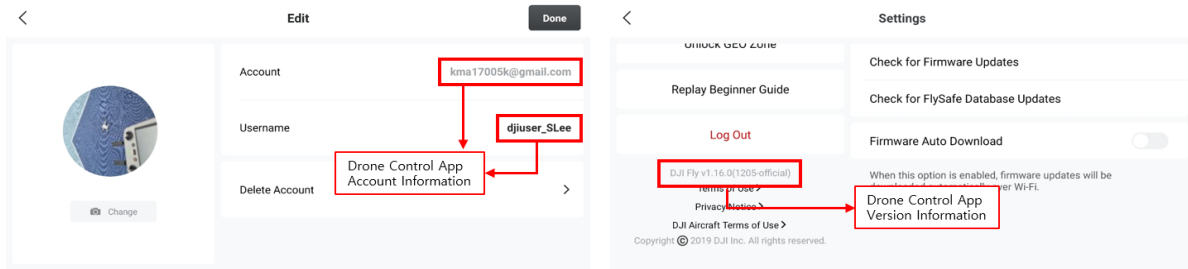 Edit
Done
Account
kma17005k@gmail.com
Username
djiuser_SLee
Drone Control App
Account Information
Delete Account
Change
Settings
Unlock GEO Zone
Replay Beginner Guide
Log Out
DJI Fly v1.16.0(1205-official)
Terms of Use
Privacy Notice
DJI Aircraft Terms of Use
Copyright © 2019 DJI Inc. All rights reserved.
Check for Firmware Updates
Check for FlySafe Database Updates
Firmware Auto Download
When this option is enabled, firmware updates will be
downloaded automatically over Wi-Fi.
Drone Control App
Version Information